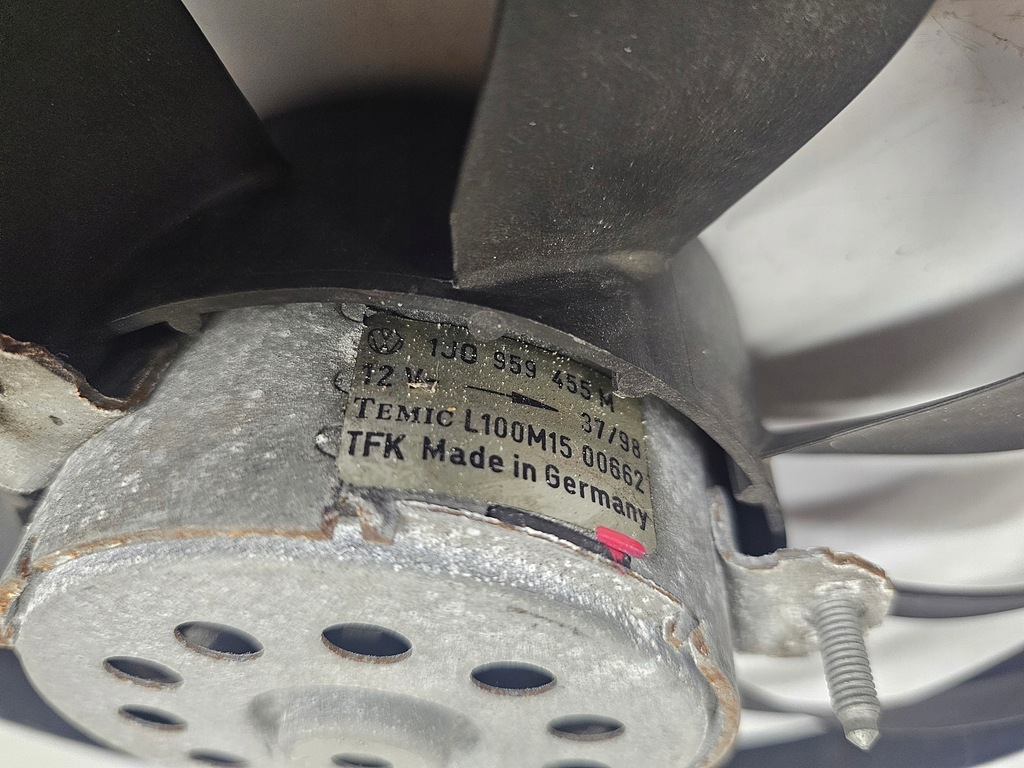 1J0 959 455 M
12 V
37/98
TEMIC L100M15 00662
TFK Made in Germany